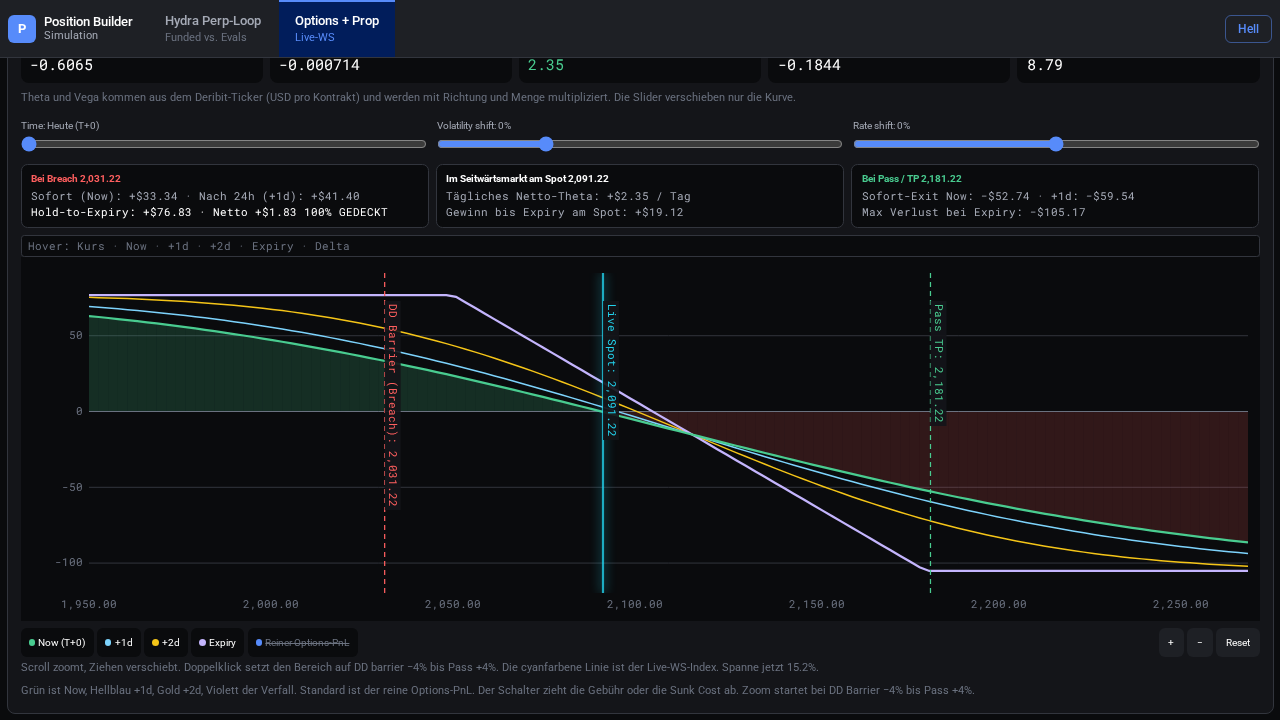 P
Position Builder
Simulation
Hydra Perp-Loop
Funded vs. Evals
Options + Prop
Live-WS
Hell
−0.6065
−0.000714
2.35
−0.1844
8.79
Theta und Vega kommen aus dem Deribit-Ticker (USD pro Kontrakt) und werden mit Richtung und Menge multipliziert. Die Slider verschieben nur die Kurve.
Time: Heute (T+0)
Volatility shift: 0%
Rate shift: 0%
Bei Breach 2,031.22
Sofort (Now): +$33.34 · Nach 24h (+1d): +$41.40
Hold-to-Expiry: +$76.83 · Netto +$1.83 100% GEDECKT
Im Seitwärtsmarkt am Spot 2,091.22
Tägliches Netto-Theta: +$2.35 / Tag
Gewinn bis Expiry am Spot: +$19.12
Bei Pass / TP 2,181.22
Sofort-Exit Now: −$52.74 · +1d: −$59.54
Max Verlust bei Expiry: −$105.17
Hover: Kurs · Now · +1d · +2d · Expiry · Delta
50
0
−50
−100
DD Barrier (Breach): 2,031.22
Live Spot: 2,091.22
Pass TP: 2,181.22
1,950.00
2,000.00
2,050.00
2,100.00
2,150.00
2,200.00
2,250.00
Now (T+0)
+1d
+2d
Expiry
Reiner Options-PnL
+
−
Reset
Scroll zoomt, Ziehen verschiebt. Doppelklick setzt den Bereich auf DD barrier −4% bis Pass +4%. Die cyanfarbene Linie ist der Live-WS-Index. Spanne jetzt 15.2%.
Grün ist Now, Hellblau +1d, Gold +2d, Violett der Verfall. Standard ist der reine Options-PnL. Der Schalter zieht die Gebühr oder die Sunk Cost ab. Zoom startet bei DD Barrier −4% bis Pass +4%.